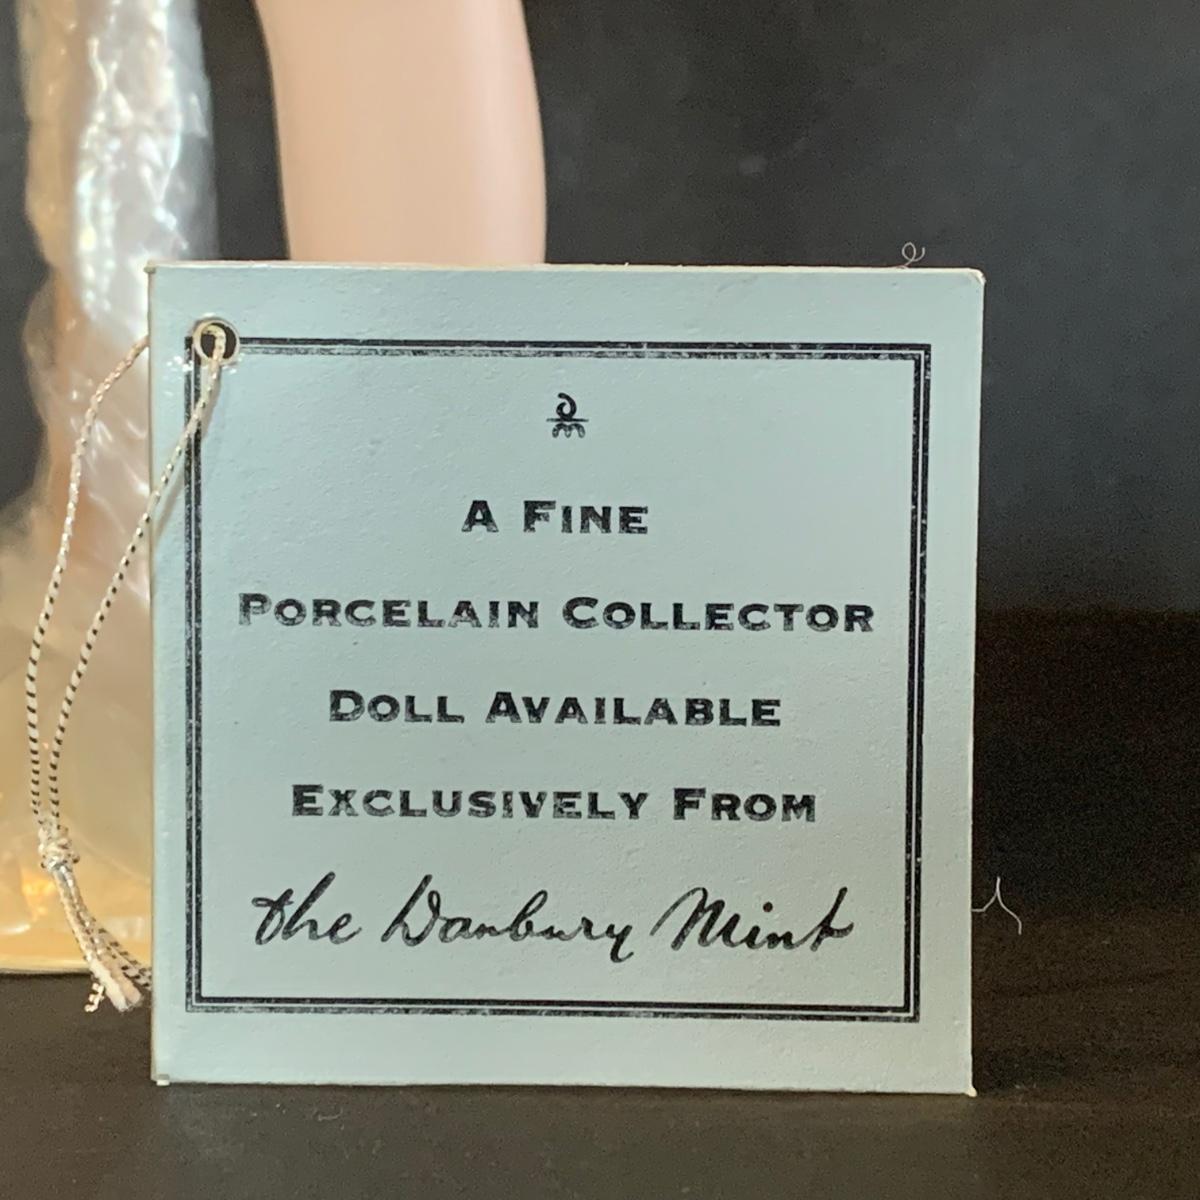 A FINE
PORCELAIN COLLECTOR
DOLL AVAILABLE
EXCLUSIVELY FROM
the Danbury Mint